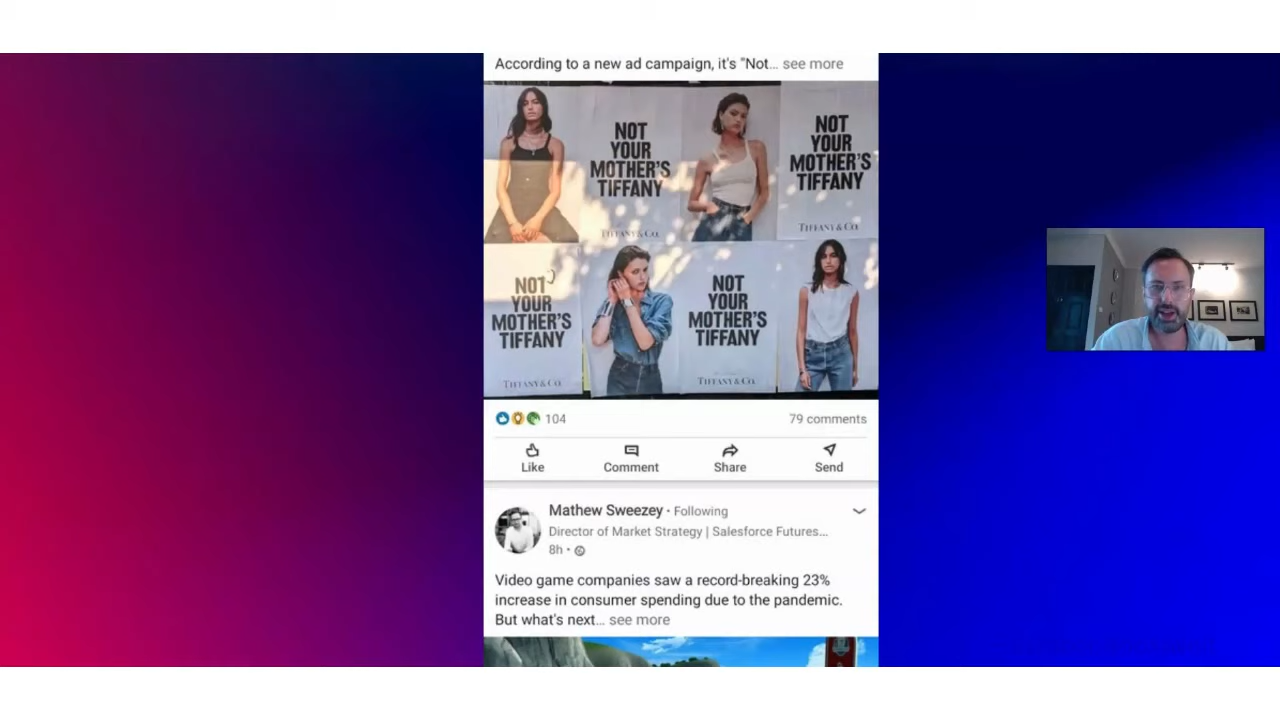 According to a new ad campaign, it's "Not... see more
NOT
YOUR
MOTHER'S
TIFFANY
TIFFANY & CO.
NOT
YOUR
MOTHER'S
TIFFANY
TIFFANY & CO.
NOT
YOUR
MOTHER'S
TIFFANY
TIFFANY & CO.
NOT
YOUR
MOTHER'S
TIFFANY
TIFFANY & CO.
104
79 comments
Like Comment Share Send
Mathew Sweezey • Following
Director of Market Strategy | Salesforce Futures...
8h •
Video game companies saw a record-breaking 23%
increase in consumer spending due to the pandemic.
But what's next... see more